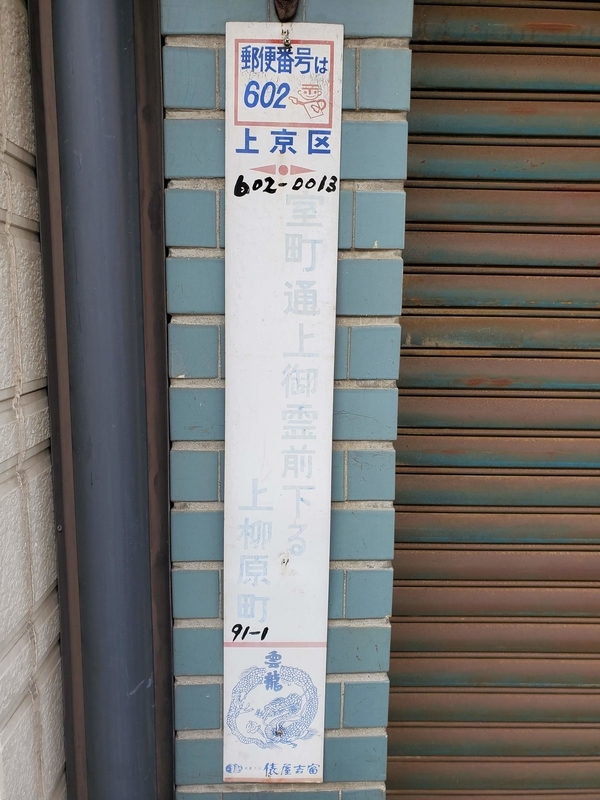 郵便番号は
602
上京区
602-0013
室町通上御霊前下る
上柳原町
91-1
雲龍
俵屋吉富